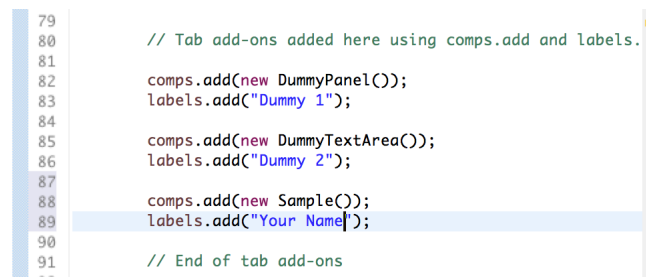 79
80 // Tab add-ons added here using comps.add and labels.
81
82 comps.add(new DummyPanel());
83 labels.add("Dummy 1");
84
85 comps.add(new DummyTextArea());
86 labels.add("Dummy 2");
87
88 comps.add(new Sample());
89 labels.add("Your Name");
90
91 // End of tab add-ons